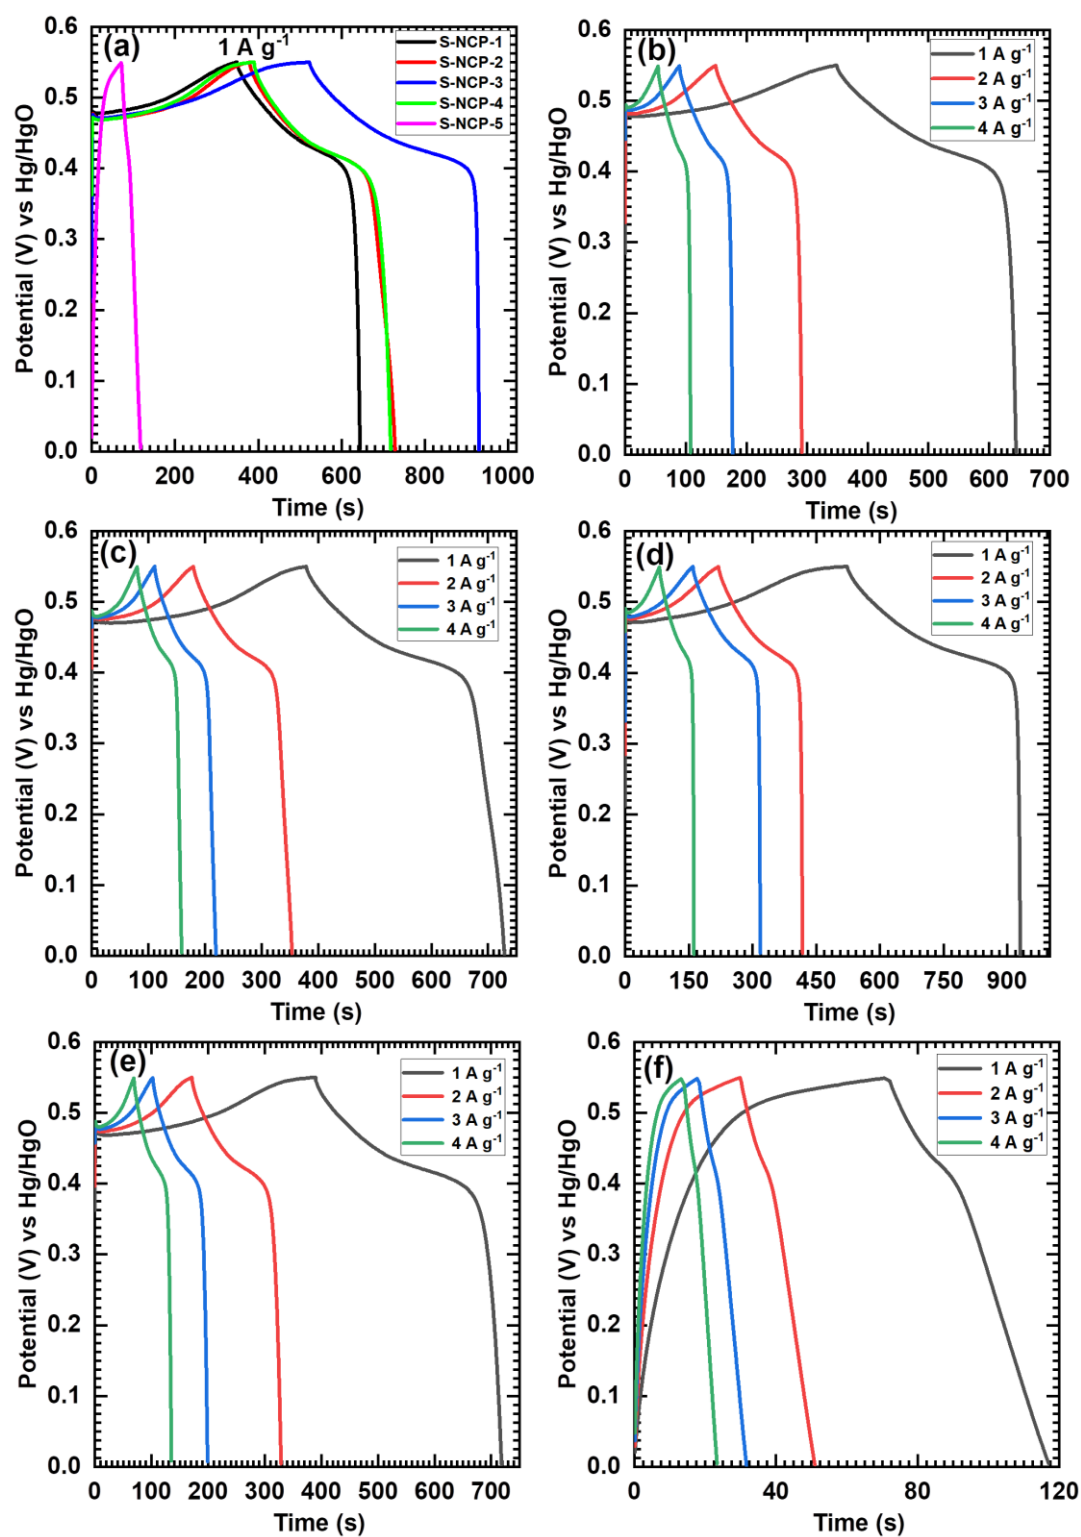 (a)
1 A g⁻¹
S-NCP-1
S-NCP-2
S-NCP-3
S-NCP-4
S-NCP-5
Potential (V) vs Hg/HgO
0.6
0.5
0.4
0.3
0.2
0.1
0.0
0 200 400 600 800 1000
Time (s)
(b)
1 A g⁻¹
2 A g⁻¹
3 A g⁻¹
4 A g⁻¹
Potential (V) vs Hg/HgO
0.6
0.5
0.4
0.3
0.2
0.1
0.0
0 100 200 300 400 500 600 700
Time (s)
(c)
1 A g⁻¹
2 A g⁻¹
3 A g⁻¹
4 A g⁻¹
Potential (V) vs Hg/HgO
0.6
0.5
0.4
0.3
0.2
0.1
0.0
0 100 200 300 400 500 600 700
Time (s)
(d)
1 A g⁻¹
2 A g⁻¹
3 A g⁻¹
4 A g⁻¹
Potential (V) vs Hg/HgO
0.6
0.5
0.4
0.3
0.2
0.1
0.0
0 150 300 450 600 750 900
Time (s)
(e)
1 A g⁻¹
2 A g⁻¹
3 A g⁻¹
4 A g⁻¹
Potential (V) vs Hg/HgO
0.6
0.5
0.4
0.3
0.2
0.1
0.0
0 100 200 300 400 500 600 700
Time (s)
(f)
1 A g⁻¹
2 A g⁻¹
3 A g⁻¹
4 A g⁻¹
Potential (V) vs Hg/HgO
0.6
0.5
0.4
0.3
0.2
0.1
0.0
0 40 80 120
Time (s)